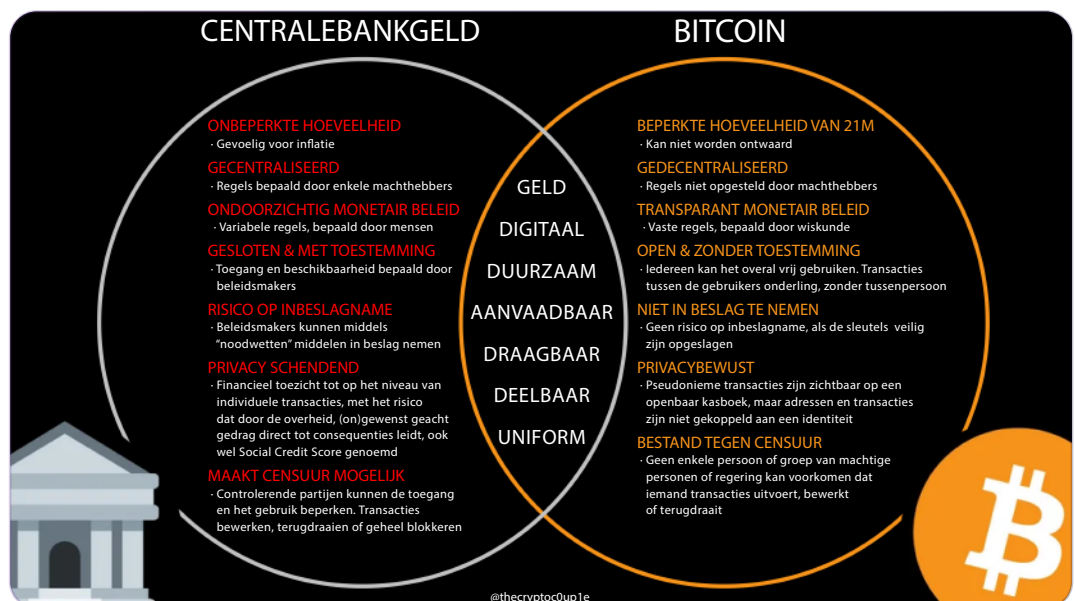 CENTRALEBANKGELD
BITCOIN
ONBEPERKTE HOEVEELHEID
· Gevoelig voor inflatie
GECENTRALISEERD
· Regels bepaald door enkele machthebbers
ONDOORZICHTIG MONETAIR BELEID
· Variabele regels, bepaald door mensen
GESLOTEN & MET TOESTEMMING
· Toegang en beschikbaarheid bepaald door
beleidsmakers
RISICO OP INBESLAGNAME
· Beleidsmakers kunnen middels
"noodwetten" middelen in beslag nemen
PRIVACY SCHENDEND
· Financieel toezicht tot op het niveau van
individuele transacties, met het risico
dat door de overheid, (on)gewenst geacht
gedrag direct tot consequenties leidt, ook
wel Social Credit Score genoemd
MAAKT CENSUUR MOGELIJK
· Controlerende partijen kunnen de toegang
en het gebruik beperken. Transacties
bewerken, terugdraaien of geheel blokkeren
GELD
DIGITAAL
DUURZAAM
AANVAADBAAR
DRAAGBAAR
DEELBAAR
UNIFORM
BEPERKTE HOEVEELHEID VAN 21M
· Kan niet worden ontwaard
GEDECENTRALISEERD
· Regels niet opgesteld door machthebbers
TRANSPARANT MONETAIR BELEID
· Vaste regels, bepaald door wiskunde
OPEN & ZONDER TOESTEMMING
· Iedereen kan het overal vrij gebruiken. Transacties
tussen de gebruikers onderling, zonder tussenpersoon
NIET IN BESLAG TE NEMEN
· Geen risico op inbeslagname, als de sleutels veilig
zijn opgeslagen
PRIVACYBEWUST
· Pseudonieme transacties zijn zichtbaar op een
openbaar kasboek, maar adressen en transacties
zijn niet gekoppeld aan een identiteit
BESTAND TEGEN CENSUUR
· Geen enkele persoon of groep van machtige
personen of regering kan voorkomen dat
iemand transacties uitvoert, bewerkt
of terugdraait
@thecryptoc0up1e